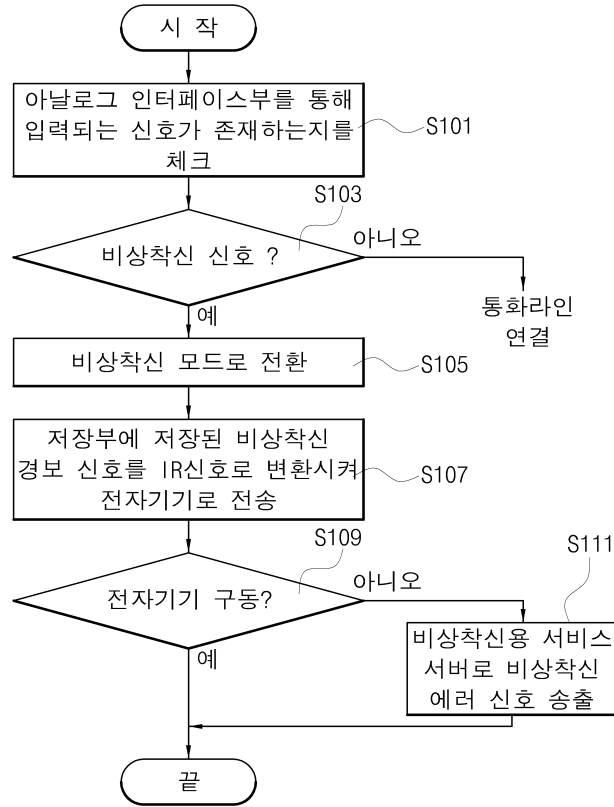 시 작
아날로그 인터페이스부를 통해
입력되는 신호가 존재하는지를
체크
S101
S103
비상착신 신호 ?
아니오
예
통화라인
연결
비상착신 모드로 전환
S105
저장부에 저장된 비상착신
경보 신호를 IR신호로 변환시켜
전자기기로 전송
S107
S109
전자기기 구동?
아니오
예
S111
비상착신용 서비스
서버로 비상착신
에러 신호 송출
끝